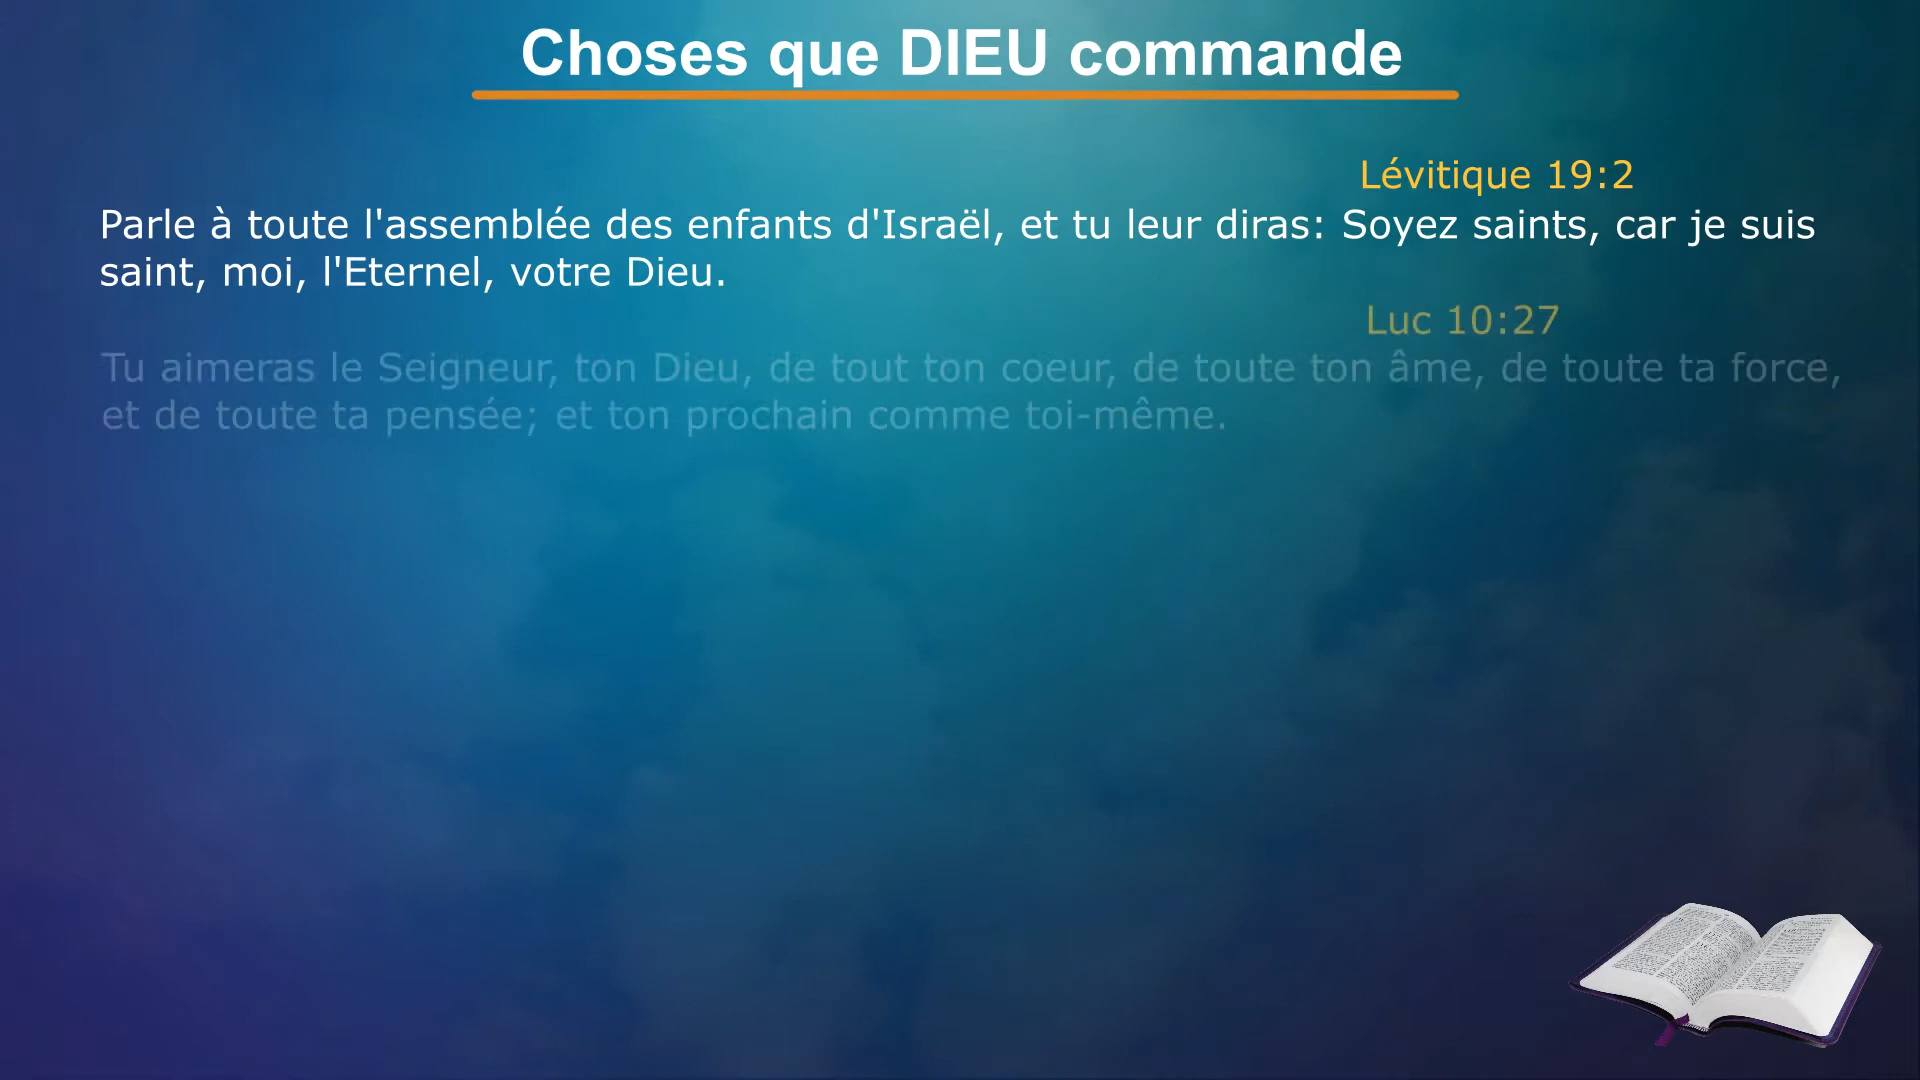 Choses que DIEU commande
Lévitique 19:2
Parle à toute l'assemblée des enfants d'Israël, et tu leur diras: Soyez saints, car je suis
saint, moi, l'Eternel, votre Dieu.
Luc 10:27
Tu aimeras le Seigneur, ton Dieu, de tout ton coeur, de toute ton âme, de toute ta force,
et de toute ta pensée; et ton prochain comme toi-même.